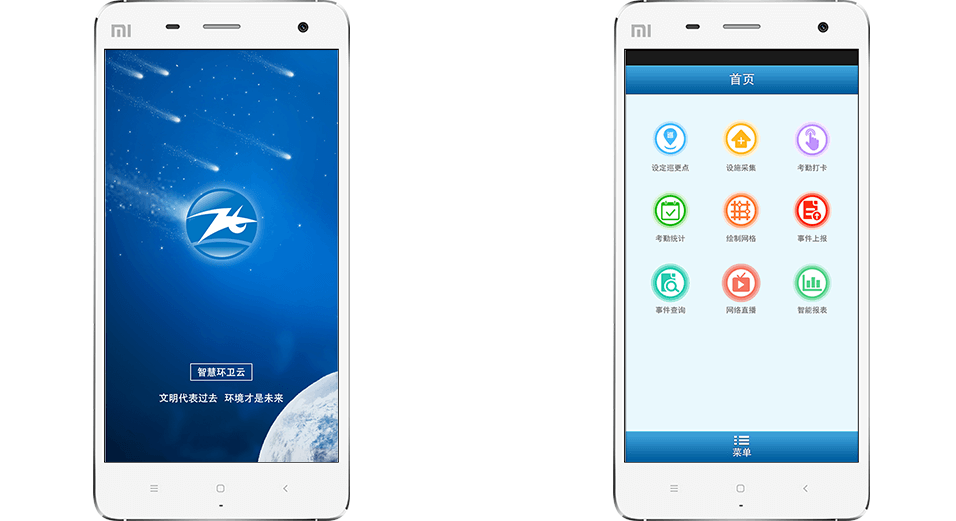 MI
智慧环卫云
文明代表过去 环境才是未来
MI
首页
设定巡更点 设施采集 考勤打卡
考勤统计 绘制网格 事件上报
事件查询 网络直播 智能报表
菜单